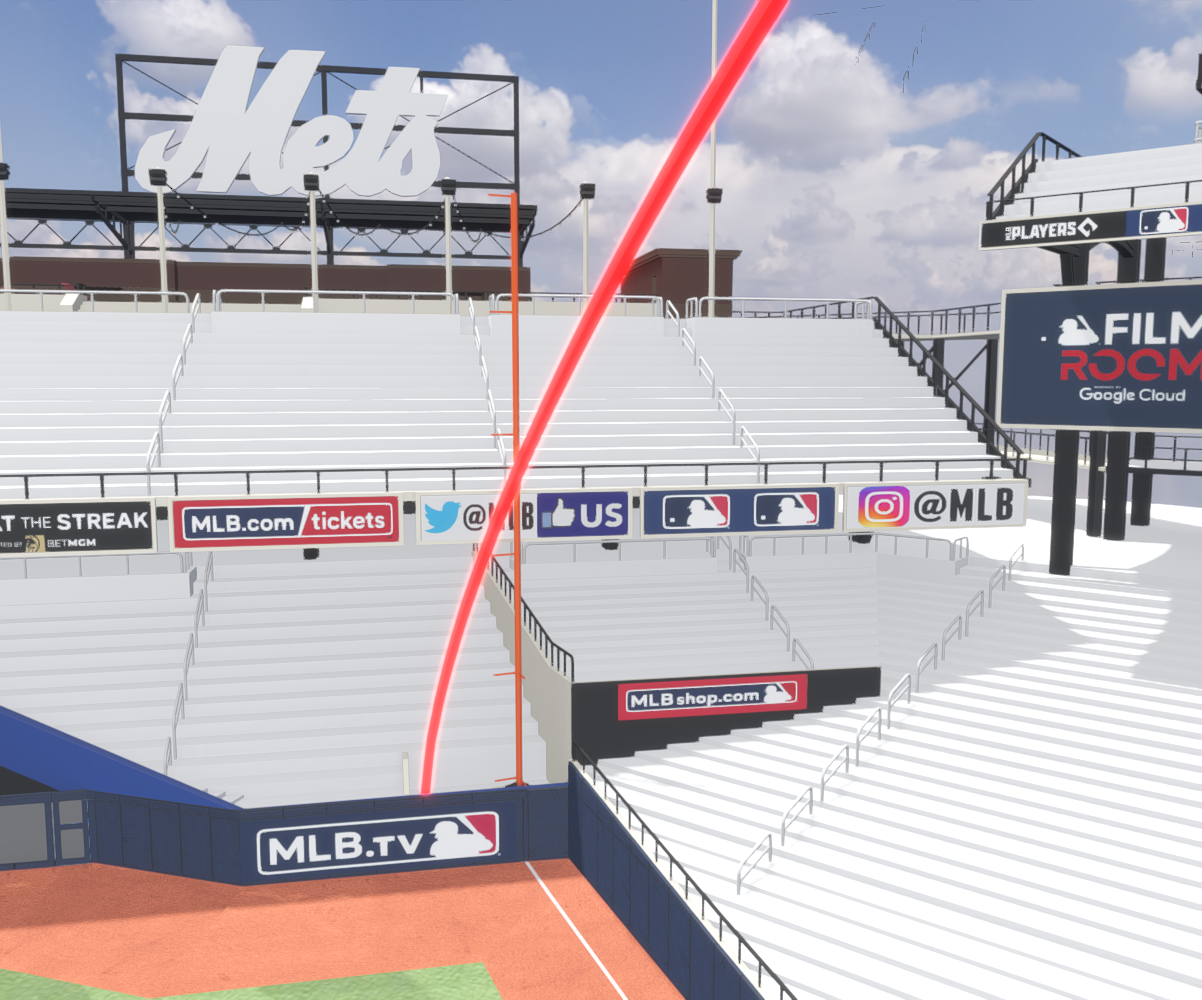 Mets
MLB PLAYERS
FILM
ROOM
Google Cloud
AT THE STREAK
BETMGM
MLB.com/tickets
@MLB
US
@MLB
MLBshop.com
MLB.TV